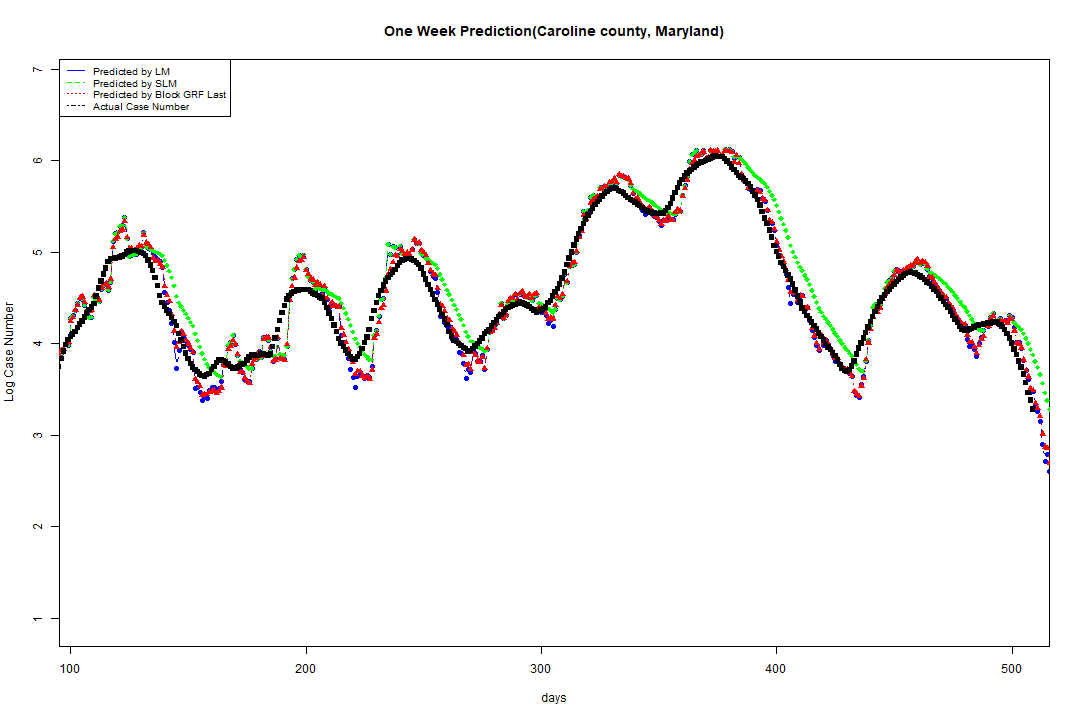 One Week Prediction(Caroline county, Maryland)
Predicted by LM
Predicted by SLM
Predicted by Block GRF Last
Actual Case Number
7
6
5
4
3
2
1
Log Case Number
100 200 300 400 500
days